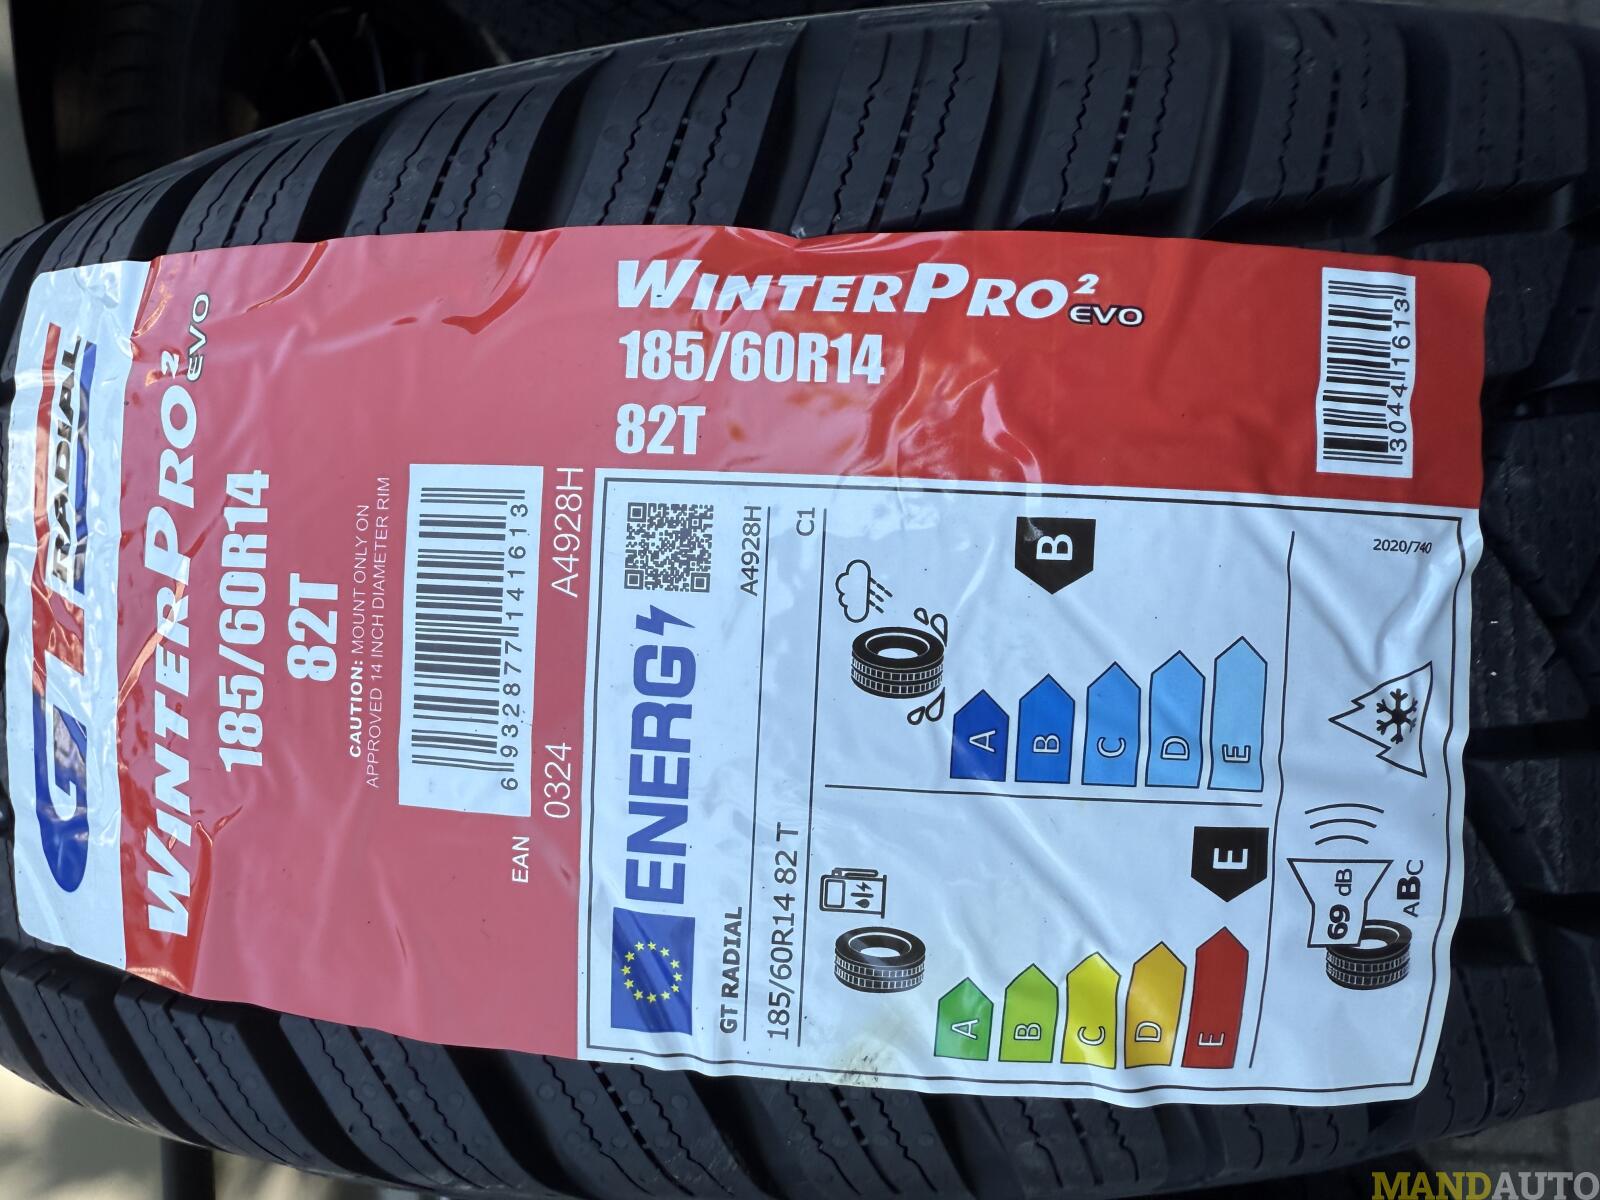 GT RADIAL
WINTERPRO² EVO
185/60R14
82T
CAUTION: MOUNT ONLY ON
APPROVED 14 INCH DIAMETER RIM
6 932877 141613
EAN
0324 A4928H
WINTERPRO² EVO
185/60R14
82T
3044 1613
ENERG
GT RADIAL A4928H
185/60R14 82 T C1
A
B
C
D
E
E
A
B
C
D
E
B
69 dB
ABC
2020/740
MANDAUTO